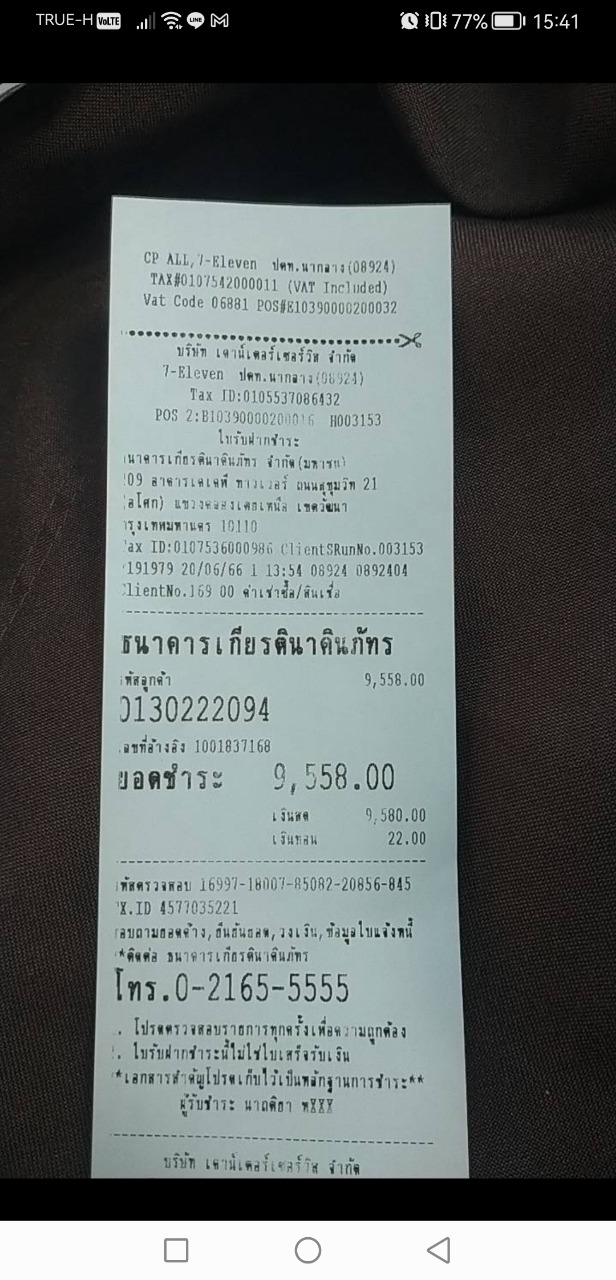 TRUE-H VoLTE LINE 77% 15:41
CP ALL,7-Eleven ปตท.นากลาง(08924)
TAX#0107542000011 (VAT Included)
Vat Code 06881 POS#E10390000200032
บริษัท เคาน์เตอร์เซอร์วิส จำกัด
7-Eleven ปตท.นากลาง(08924)
Tax ID:0105537086432
POS 2:B10390000200016 H003153
ใบรับฝากชำระ
นาคารเกียรตินาคินภัทร จำกัด(มหาชน)
09 อาคารเคเคพี ทาวเวอร์ ถนนสุขุมวิท 21
อโศก) แขวงคลองเตยเหนือ เขตวัฒนา
รุงเทพมหานคร 10110
ax ID:0107536000986 ClientSRunNo.003153
191979 20/06/66 1 13:54 08924 0892404
lientNo.169 00 ค่าเช่าซื้อ/สินเชื่อ
ธนาคารเกียรตินาคินภัทร
หัสลูกค้า 9,558.00
0130222094
ลขที่อ้างอิง 1001837168
ยอดชำระ 9,558.00
เงินสด 9,580.00
เงินทอน 22.00
หัสตรวจสอบ 16997-18007-85082-20856-845
X.ID 4577035221
อบถามยอดค้าง,ยืนยันยอด,วงเงิน,ข้อมูลใบแจ้งหนี้
*ติดต่อ ธนาคารเกียรตินาคินภัทร
โทร.0-2165-5555
. โปรดตรวจสอบรายการทุกครั้งเพื่อความถูกต้อง
. ใบรับฝากชำระนี้ไม่ใช่ใบเสร็จรับเงิน
*เอกสารสำคัญโปรดเก็บไว้เป็นหลักฐานการชำระ**
ผู้รับชำระ พXXX
บริษัท เคาน์เตอร์เซอร์วิส จำกัด